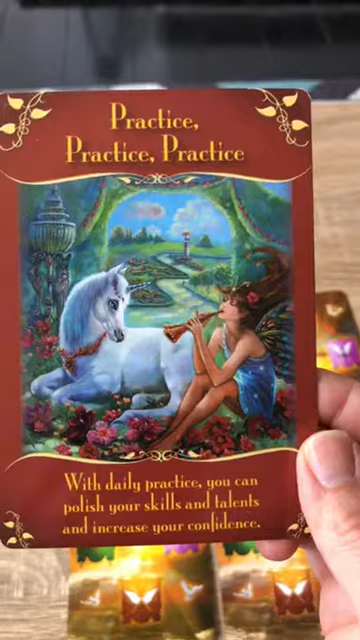 Practice,
Practice, Practice
With daily practice, you can
polish your skills and talents
and increase your confidence.